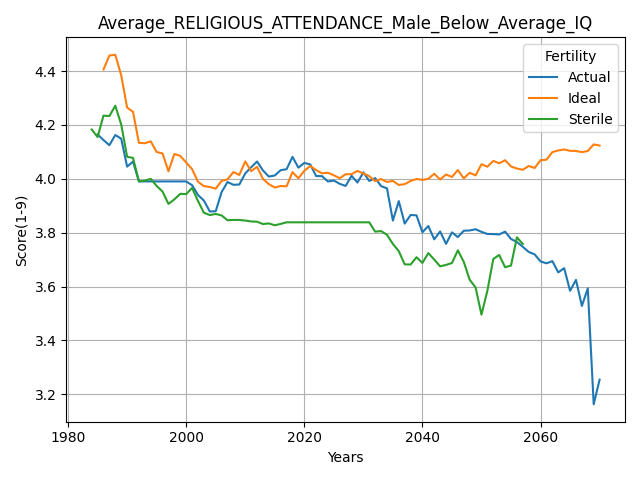 Average_RELIGIOUS_ATTENDANCE_Male_Below_Average_IQ
Fertility
Actual
Ideal
Sterile
Score(1-9)
4.4
4.2
4.0
3.8
3.6
3.4
3.2
1980
2000
2020
2040
2060
Years